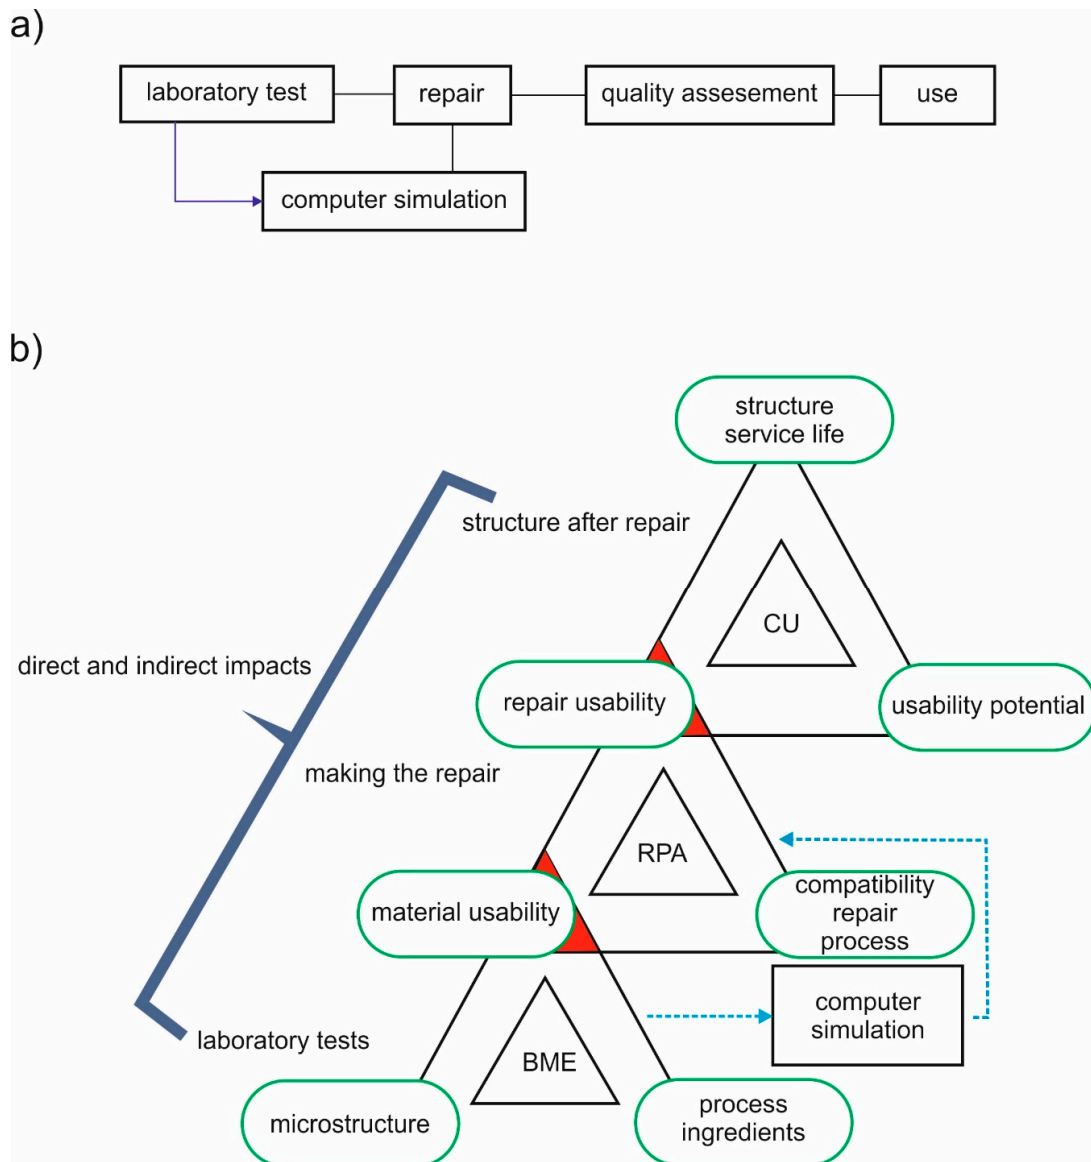 a)
laboratory test
repair
quality assesement
use
computer simulation
b)
structure
service life
structure after repair
CU
direct and indirect impacts
repair usability
usability potential
making the repair
RPA
material usability
compatibility
repair
process
computer
simulation
laboratory tests
BME
microstructure
process
ingredients